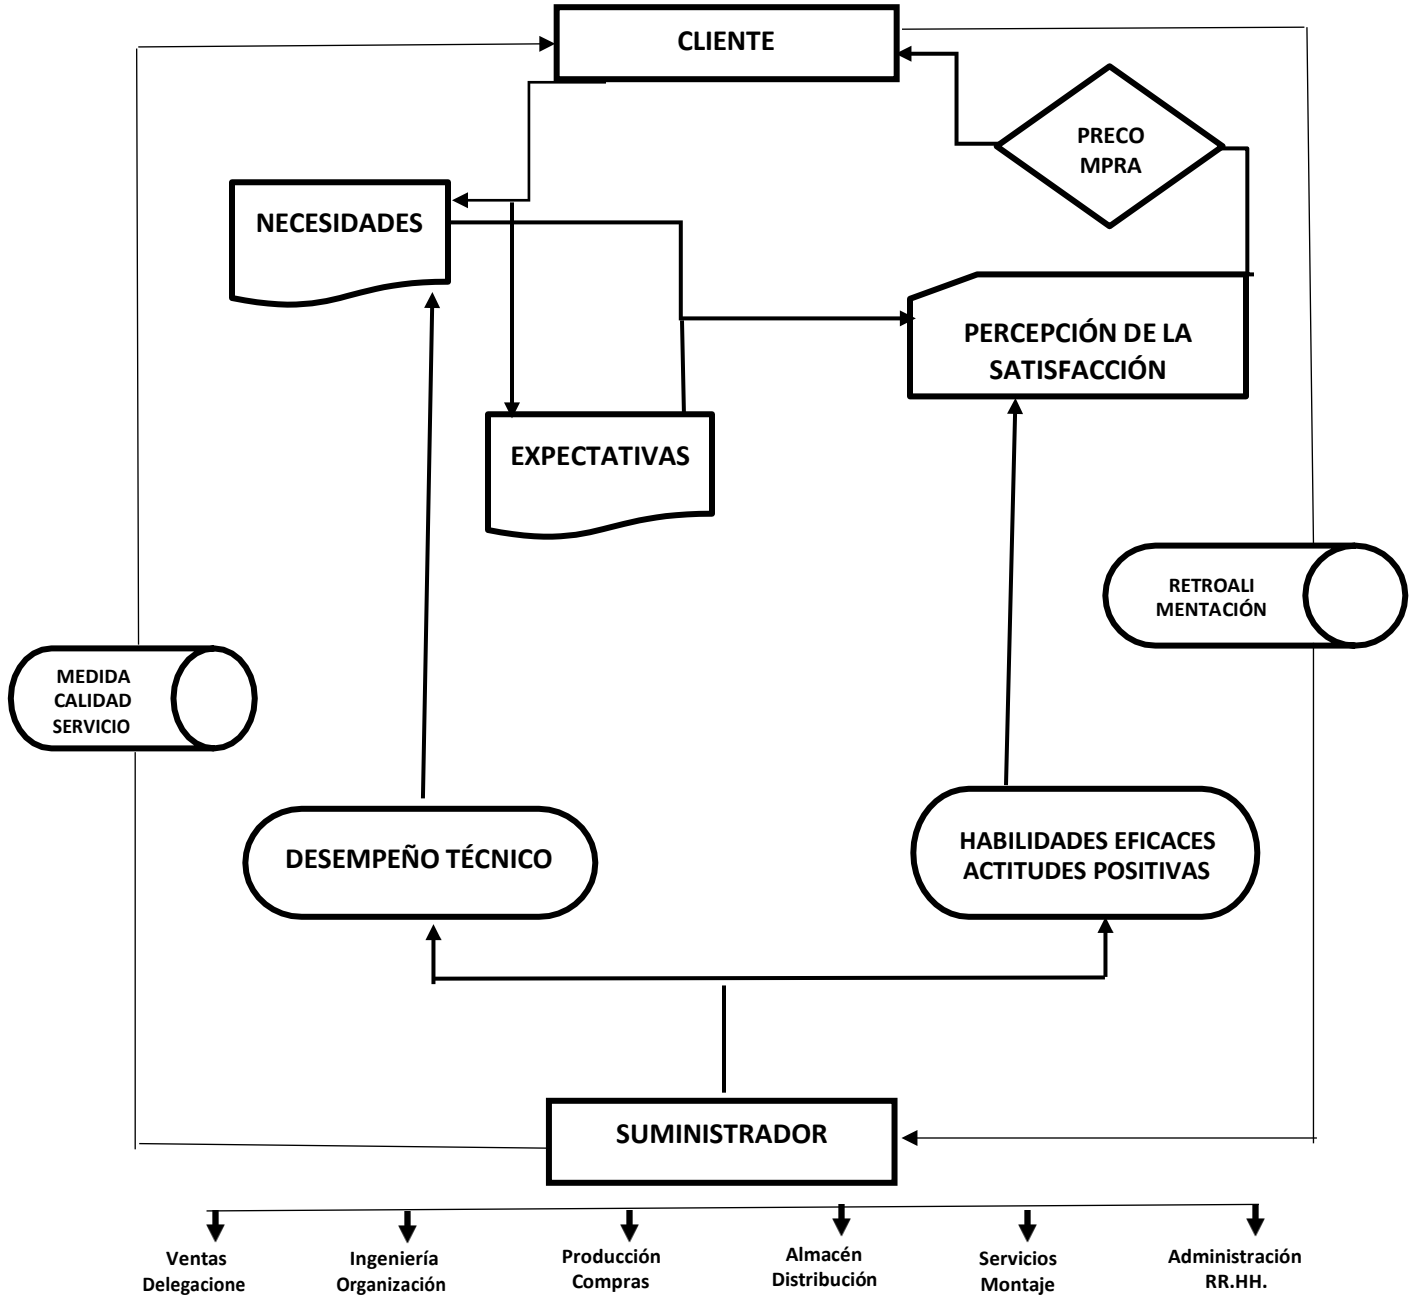 CLIENTE
PRECO
MPRA
NECESIDADES
PERCEPCIÓN DE LA
SATISFACCIÓN
EXPECTATIVAS
RETROALI
MENTACIÓN
MEDIDA
CALIDAD
SERVICIO
DESEMPEÑO TÉCNICO
HABILIDADES EFICACES
ACTITUDES POSITIVAS
SUMINISTRADOR
Ventas
Delegacione
Ingeniería
Organización
Producción
Compras
Almacén
Distribución
Servicios
Montaje
Administración
RR.HH.